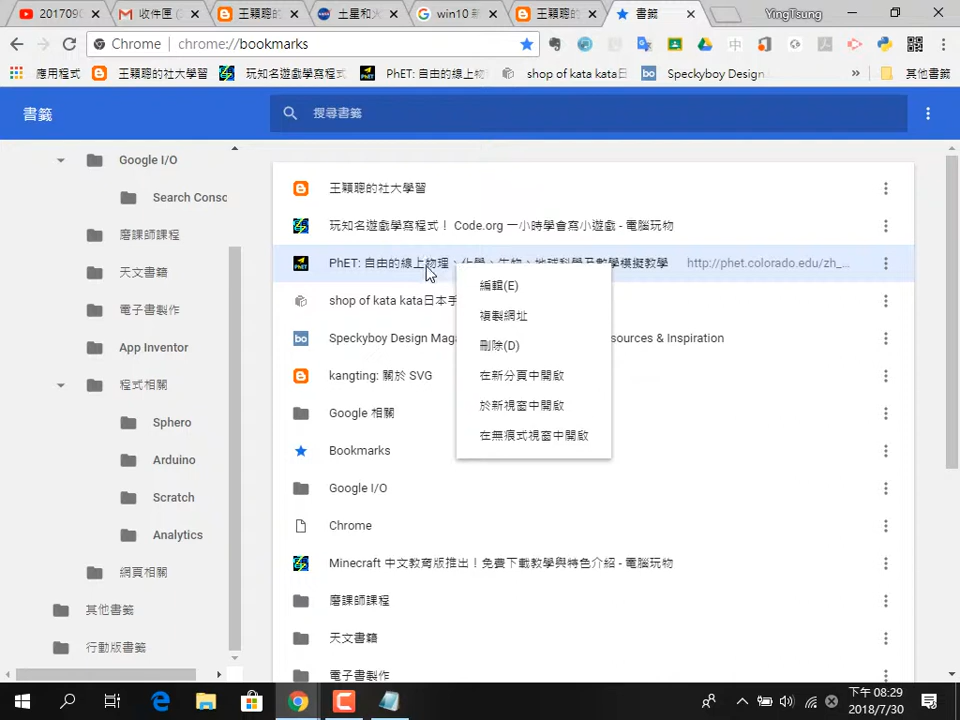 2017090
收件匣 (
王穎聰的
土星和火
win10 新
王穎聰的
書籤
YingTsung
Chrome
chrome://bookmarks
應用程式
王穎聰的社大學習
玩知名遊戲學寫程式
PhET: 自由的線上物
shop of kata kata日
Speckyboy Design
»
其他書籤
書籤
搜尋書籤
Google I/O
Search Conso
磨課師課程
天文書籍
電子書製作
App Inventor
程式相關
Sphero
Arduino
Scratch
Analytics
網頁相關
其他書籤
行動版書籤
王穎聰的社大學習
玩知名遊戲學寫程式！ Code.org 一小時學會寫小遊戲 - 電腦玩物
PhET: 自由的線上物理、化學、生物、地球科學及數學模擬教學
http://phet.colorado.edu/zh_...
shop of kata kata日本手
Speckyboy Design Maga
sources & Inspiration
kangting: 關於 SVG
Google 相關
Bookmarks
Google I/O
Chrome
Minecraft 中文教育版推出！免費下載教學與特色介紹 - 電腦玩物
磨課師課程
天文書籍
電子書製作
編輯(E)
複製網址
刪除(D)
在新分頁中開啟
於新視窗中開啟
在無痕式視窗中開啟
下午 08:29
2018/7/30